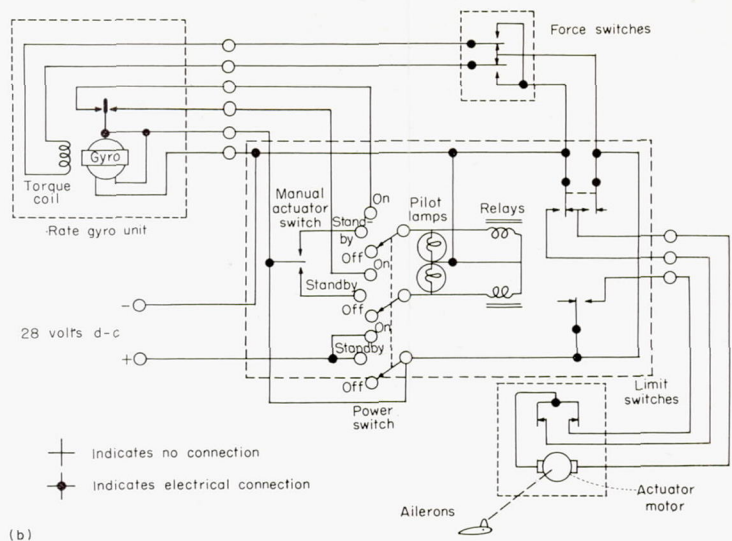 Force switches
Gyro
Torque
coil
Rate gyro unit
Manual
actuator
switch
On
Stand-
by
Off
On
Standby
Off
On
Standby
Off
Pilot
lamps
Relays
-
28 volts d-c
+
Power
switch
Limit
switches
Indicates no connection
Indicates electrical connection
Actuator
motor
Ailerons
(b)